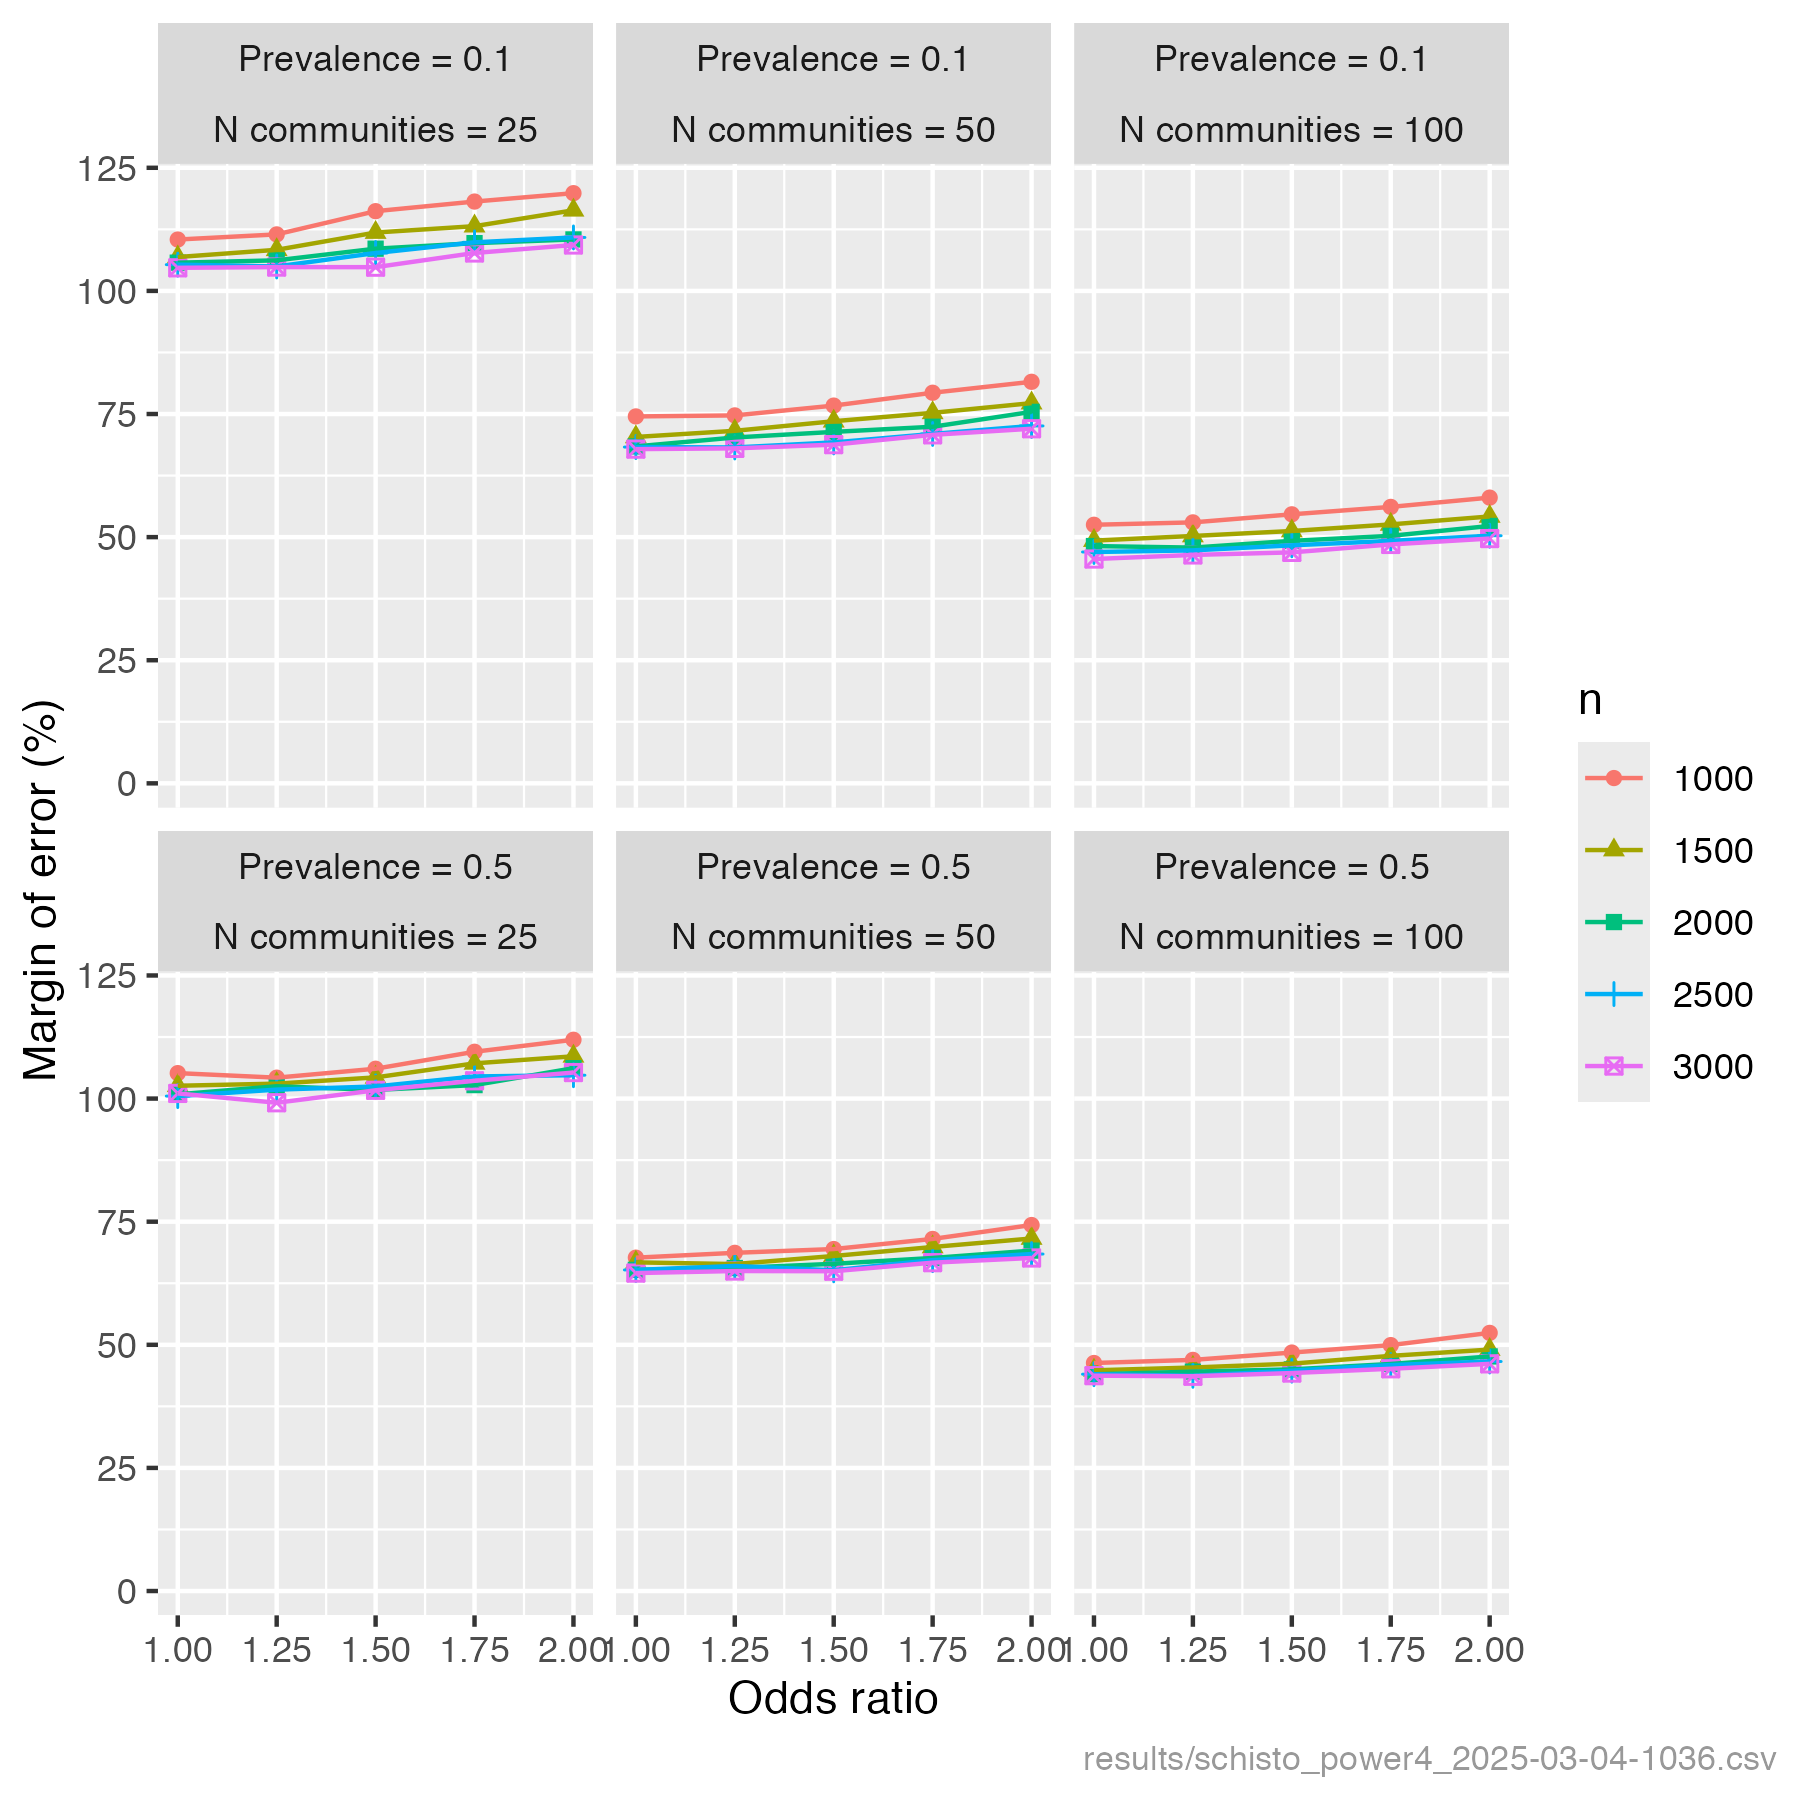 Prevalence = 0.1
N communities = 25
Prevalence = 0.1
N communities = 50
Prevalence = 0.1
N communities = 100
125
100
75
50
25
0
Margin of error (%)
Prevalence = 0.5
N communities = 25
Prevalence = 0.5
N communities = 50
Prevalence = 0.5
N communities = 100
125
100
75
50
25
0
1.00 1.25 1.50 1.75 2.00
1.00 1.25 1.50 1.75 2.00
1.00 1.25 1.50 1.75 2.00
Odds ratio
n
1000
1500
2000
2500
3000
results/schisto_power4_2025-03-04-1036.csv